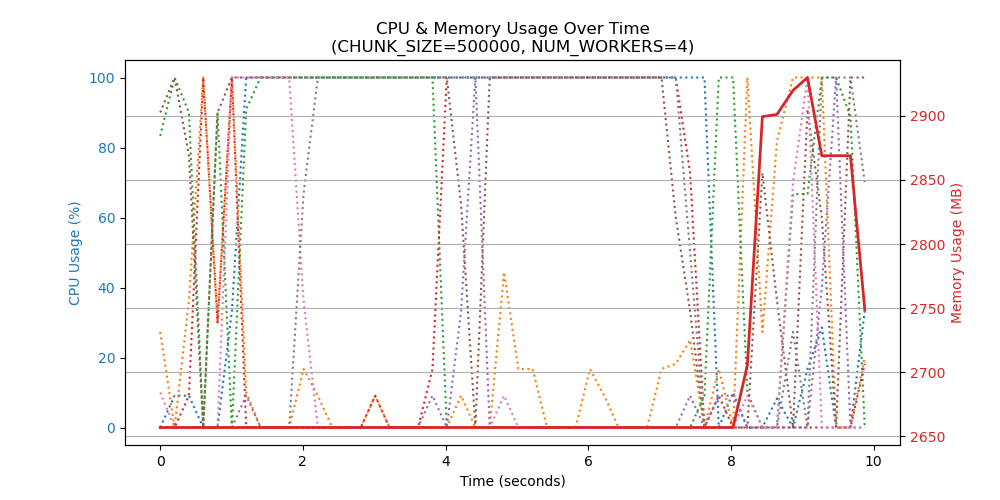 CPU & Memory Usage Over Time
(CHUNK_SIZE=500000, NUM_WORKERS=4)
100
80
60
40
20
0
CPU Usage (%)
2900
2850
2800
2750
2700
2650
Memory Usage (MB)
0 2 4 6 8 10
Time (seconds)